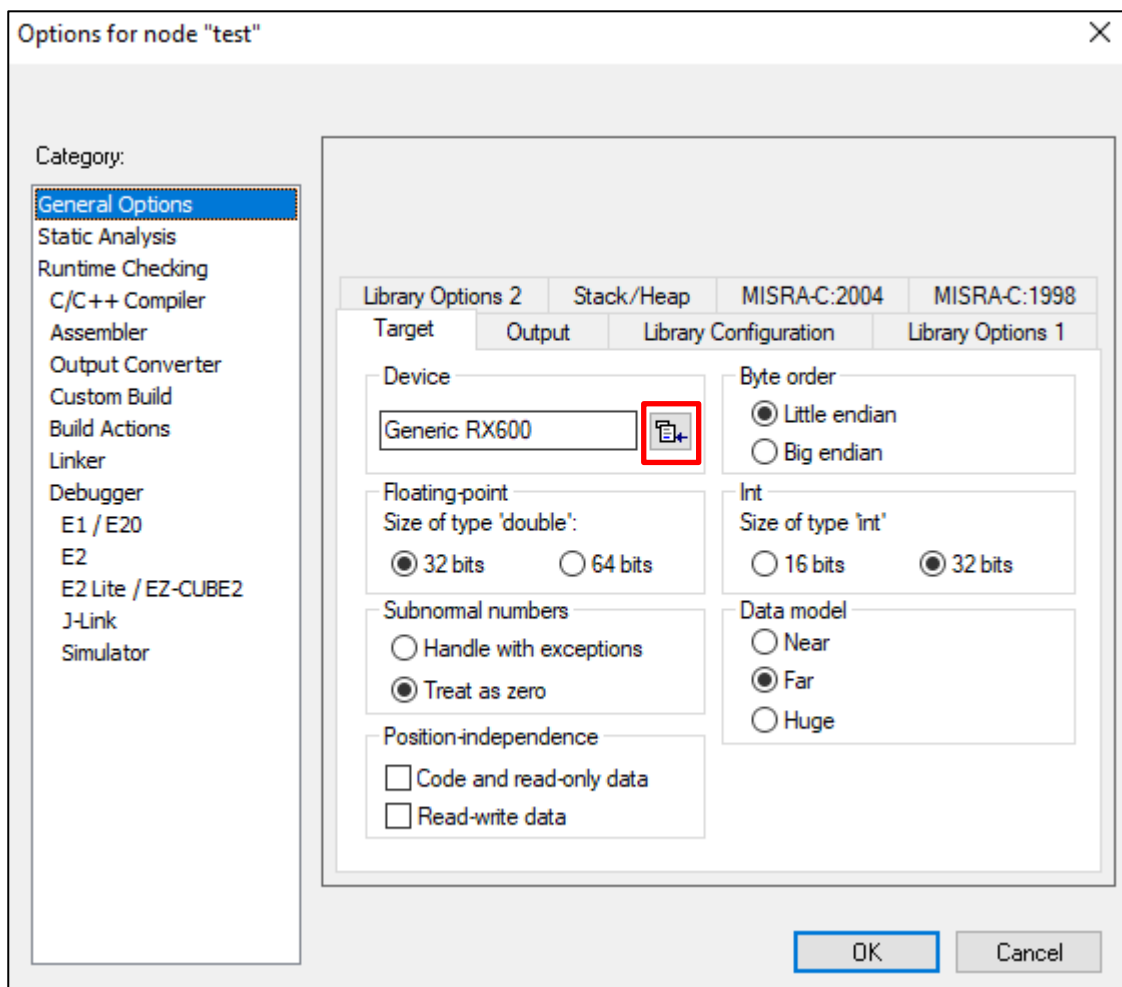 Options for node "test"
Category:
General Options
Static Analysis
Runtime Checking
C/C++ Compiler
Assembler
Output Converter
Custom Build
Build Actions
Linker
Debugger
E1 / E20
E2
E2 Lite / EZ-CUBE2
J-Link
Simulator
Library Options 2 Stack/Heap MISRA-C:2004 MISRA-C:1998
Target Output Library Configuration Library Options 1
Device
Generic RX600
Byte order
Little endian
Big endian
Floating-point
Size of type 'double':
32 bits 64 bits
Int
Size of type 'int'
16 bits 32 bits
Subnormal numbers
Handle with exceptions
Treat as zero
Data model
Near
Far
Huge
Position-independence
Code and read-only data
Read-write data
OK Cancel